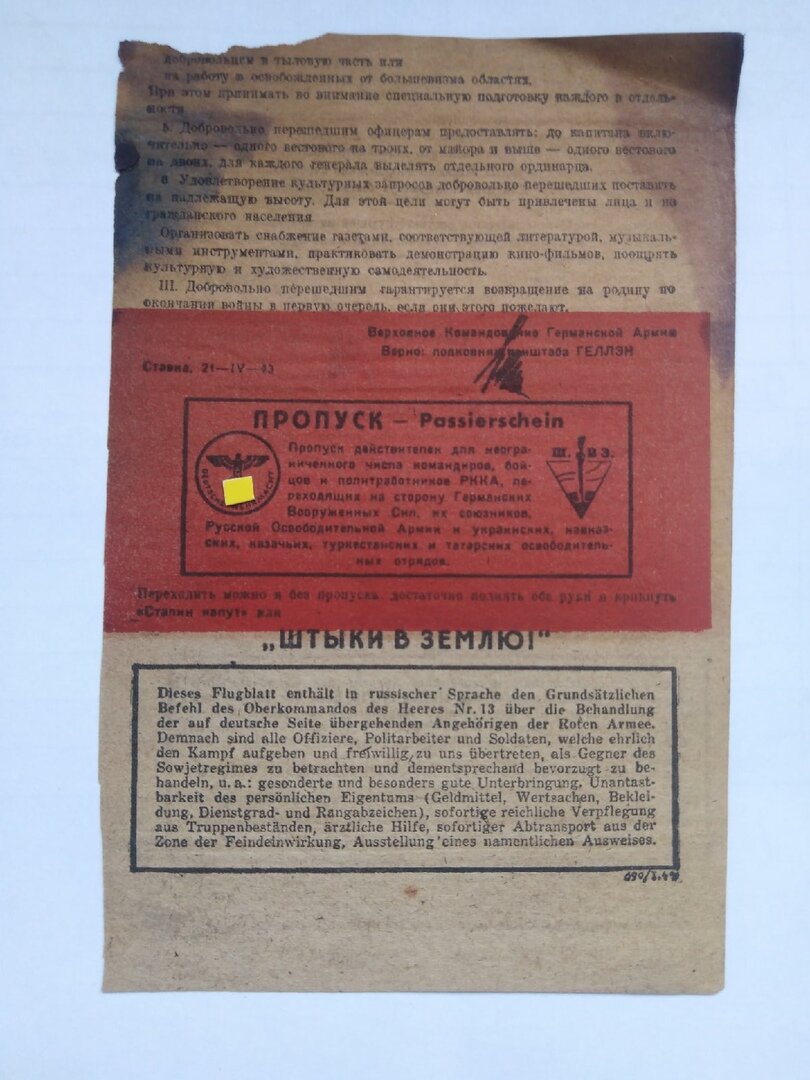 добровольцем в тыловую часть или
на работу в освобожденных от большевизма областях.
При этом принимать во внимание специальную подготовку каждого в отдель-
ности
5. Добровольно перешедшим офицерам предоставлять: до капитана вклю-
чительно — одного вестового на троих, от майора и выше — одного вестового
на двоих, для каждого генерала выделять отдельного ординарца.
6 Удовлетворение культурных запросов добровольно перешедших поставить
на надлежащую высоту. Для этой цели могут быть привлечены лица и из
гражданского населения
Организовать снабжение газетами, соответствующей литературой, музыкаль-
ными инструментами, практиковать демонстрацию кино-фильмов, поощрять
культурную и художественную самодеятельность.
III. Добровольно перешедшим гарантируется возвращение на родину по
окончании войны в первую очередь, если они этого пожелают.
Верховное Командование Германской Армии
Верно: подковник генштаба ГЕЛЛЭН
Ставка, 21—IV—43
ПРОПУСК — Passierschein
DEUTSCHE WEHRMACHT
Пропуск действителен для неогра-
ниченного числа командиров, бой-
цов и политработников РККА, пе-
реходящих на сторону Германских
Вооруженных Сил, их союзников,
Ш. В З.
Русской Освободительной Армии и украинских, кавказ-
ских, казачьих, туркестанских и татарских освободитель-
ных отрядов.
Переходить можно и без пропуска. достаточно поднять обе руки и крикнуть
«Сталин капут» или
„ШТЫКИ В ЗЕМЛЮ!“
Dieses Flugblatt enthält in russischer Sprache den Grundsätzlichen
Befehl des Oberkommandos des Heeres Nr. 13 über die Behandlung
der auf deutsche Seite übergehenden Angehörigen der Roten Armee.
Demnach sind alle Offiziere, Politarbeiter und Soldaten, welche ehrlich
den Kampf aufgeben und freiwillig zu uns übertreten, als Gegner des
Sowjetregimes zu betrachten und dementsprechend bevorzugt zu be-
handeln, u. a.: gesonderte und besonders gute Unterbringung, Unantast-
barkeit des persönlichen Eigentums (Geldmittel, Wertsachen, Beklei-
dung, Dienstgrad- und Rangabzeichen), sofortige reichliche Verpflegung
aus Truppenbeständen, ärztliche Hilfe, sofortiger Abtransport aus der
Zone der Feindeinwirkung, Ausstellung eines namentlichen Ausweises.